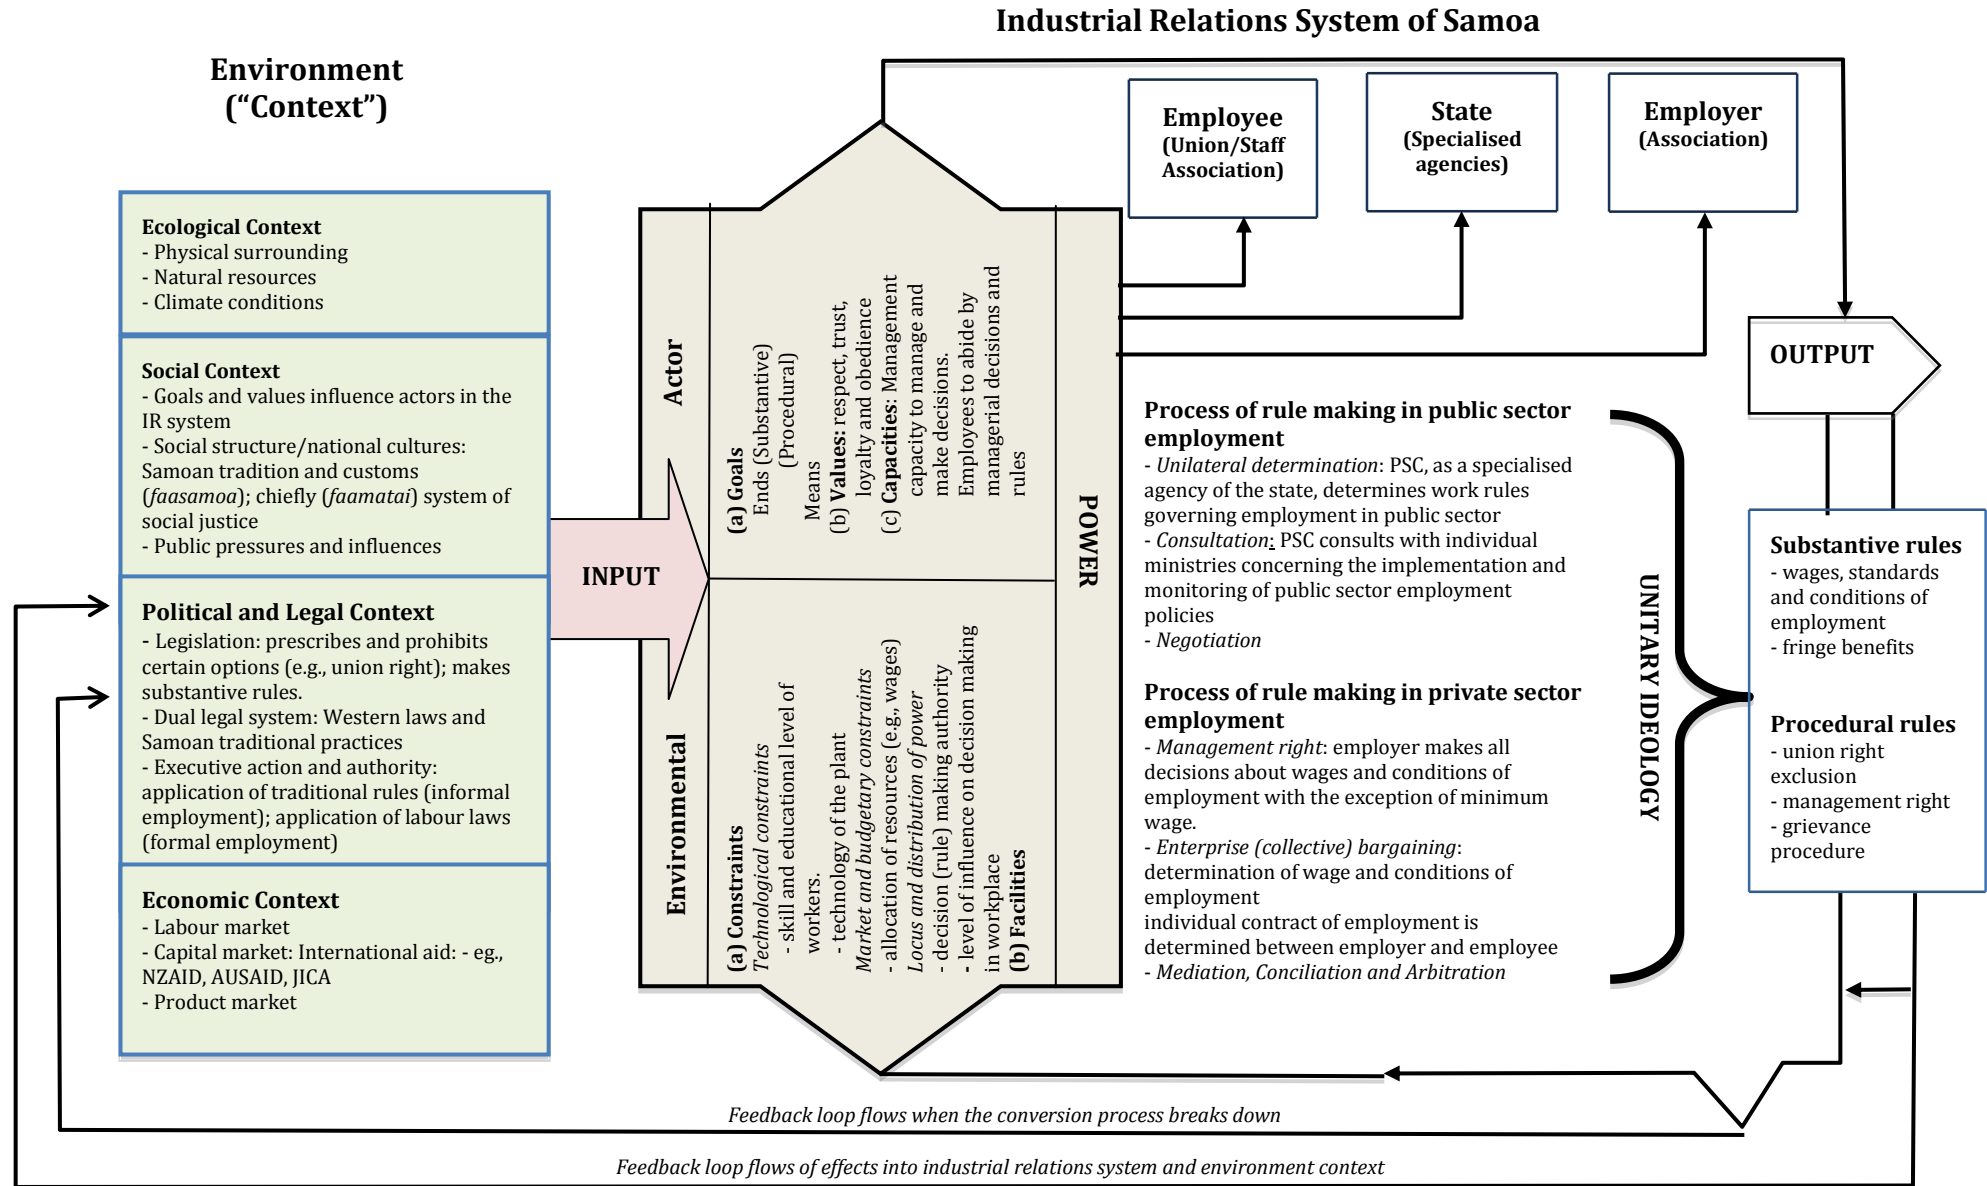 Industrial Relations System of Samoa
Environment
(“Context”)
Ecological Context
- Physical surrounding
- Natural resources
- Climate conditions
Social Context
- Goals and values influence actors in the
IR system
- Social structure/national cultures:
Samoan tradition and customs
(faasamoa); chiefly (faamatai) system of
social justice
- Public pressures and influences
Political and Legal Context
- Legislation: prescribes and prohibits
certain options (e.g., union right); makes
substantive rules.
- Dual legal system: Western laws and
Samoan traditional practices
- Executive action and authority:
application of traditional rules (informal
employment); application of labour laws
(formal employment)
Economic Context
- Labour market
- Capital market: International aid: - eg.,
NZAID, AUSAID, JICA
- Product market
INPUT
Actor
(a) Goals
Ends (Substantive)
(Procedural)
Means
(b) Values: respect, trust,
loyalty and obedience
(c) Capacities: Management
capacity to manage and
make decisions.
Employees to abide by
managerial decisions and
rules
Environmental
(a) Constraints
Technological constraints
- skill and educational level of
workers.
- technology of the plant
Market and budgetary constraints
- allocation of resources (e.g., wages)
Locus and distribution of power
- decision (rule) making authority
- level of influence on decision making
in workplace
(b) Facilities
POWER
Employee
(Union/Staff
Association)
State
(Specialised
agencies)
Employer
(Association)
Process of rule making in public sector
employment
- Unilateral determination: PSC, as a specialised
agency of the state, determines work rules
governing employment in public sector
- Consultation: PSC consults with individual
ministries concerning the implementation and
monitoring of public sector employment
policies
- Negotiation
Process of rule making in private sector
employment
- Management right: employer makes all
decisions about wages and conditions of
employment with the exception of minimum
wage.
- Enterprise (collective) bargaining:
determination of wage and conditions of
employment
individual contract of employment is
determined between employer and employee
- Mediation, Conciliation and Arbitration
UNITARY IDEOLOGY
OUTPUT
Substantive rules
- wages, standards
and conditions of
employment
- fringe benefits
Procedural rules
- union right
exclusion
- management right
- grievance
procedure
Feedback loop flows when the conversion process breaks down
Feedback loop flows of effects into industrial relations system and environment context